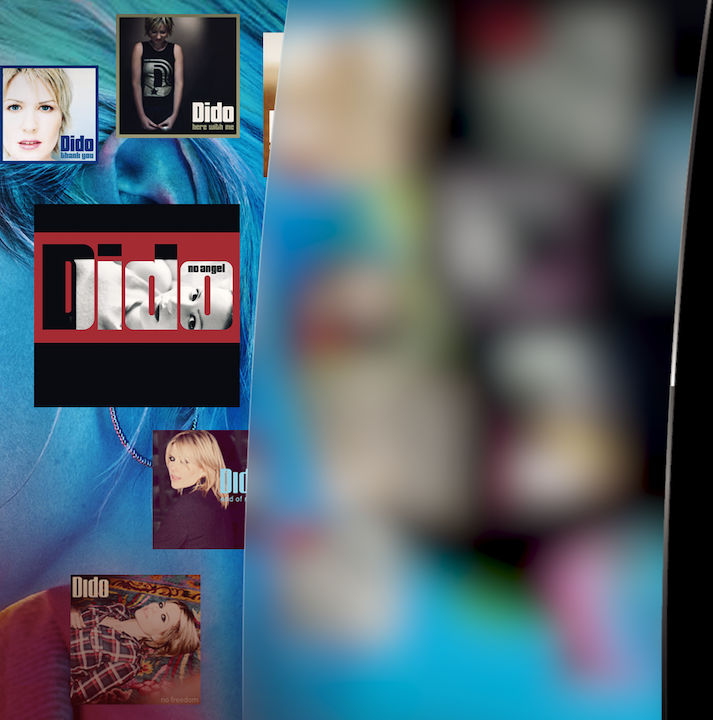 Dido
here with me
Dido
thank you
Dido
no angel
Dido
no freedom